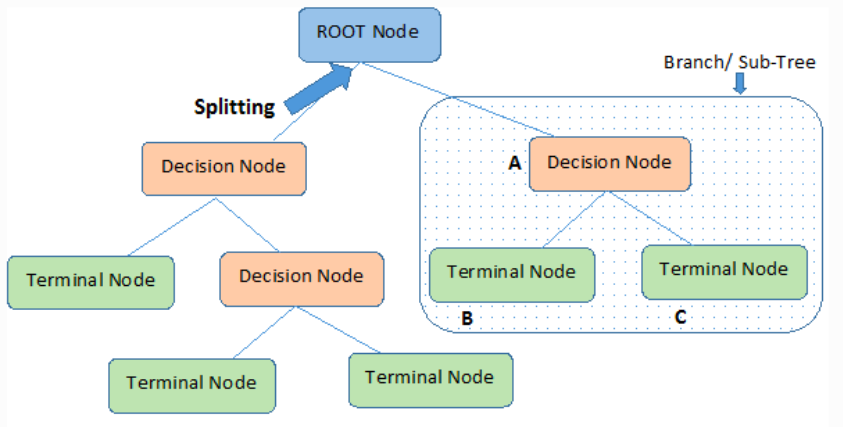 ROOT Node
Branch/ Sub-Tree
Splitting
Decision Node
A
Decision Node
Terminal Node
Decision Node
Terminal Node
Terminal Node
B
C
Terminal Node
Terminal Node